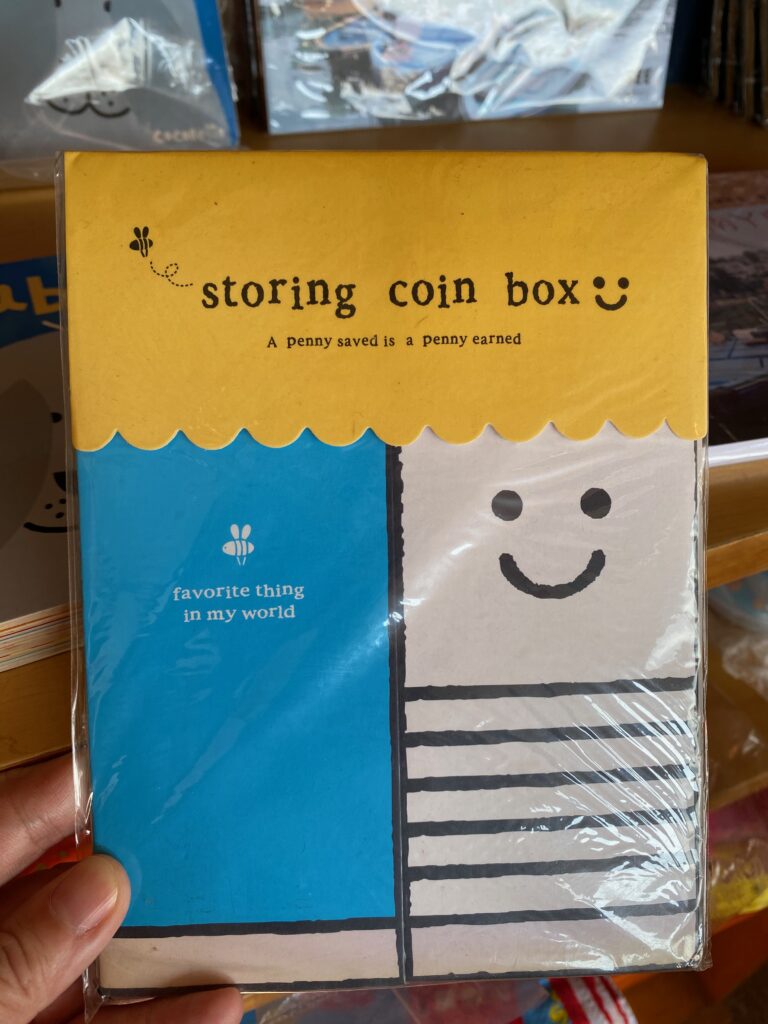 storing coin box
A penny saved is a penny earned
favorite thing
in my world